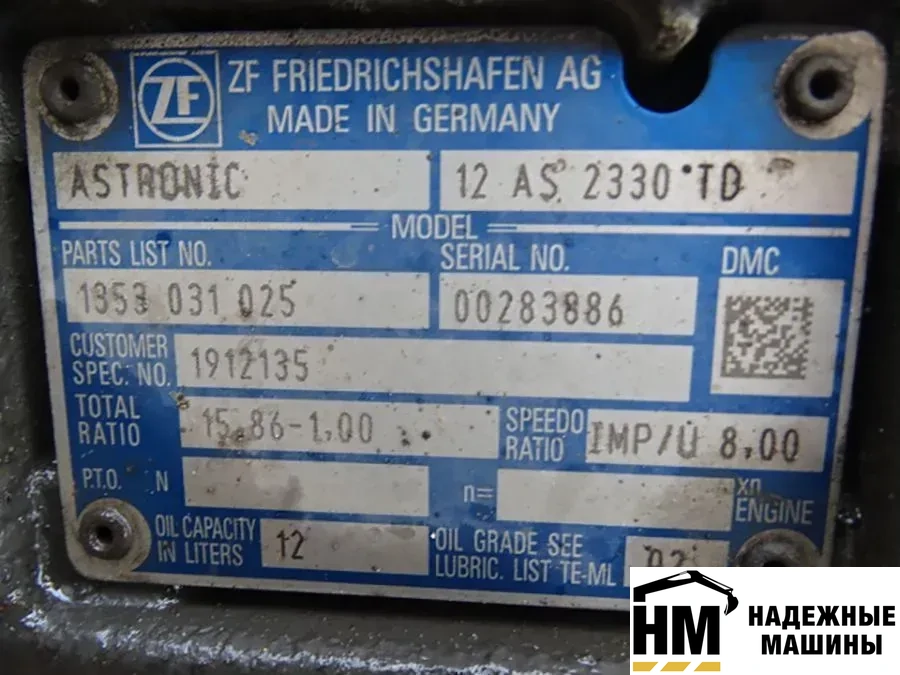 ZF
ZF FRIEDRICHSHAFEN AG
MADE IN GERMANY
ASTRONIC
12 AS 2330 TD
MODEL
PARTS LIST NO.
SERIAL NO.
DMC
1353 031 025
00283886
CUSTOMER
SPEC. NO.
1912135
TOTAL
RATIO
15.86-1.00
SPEEDO
RATIO
IMP/U 8.00
P.T.O. N
n=
xn
ENGINE
OIL CAPACITY
IN LITERS
12
OIL GRADE SEE
LUBRIC. LIST TE-ML
НМ
НАДЕЖНЫЕ
МАШИНЫ